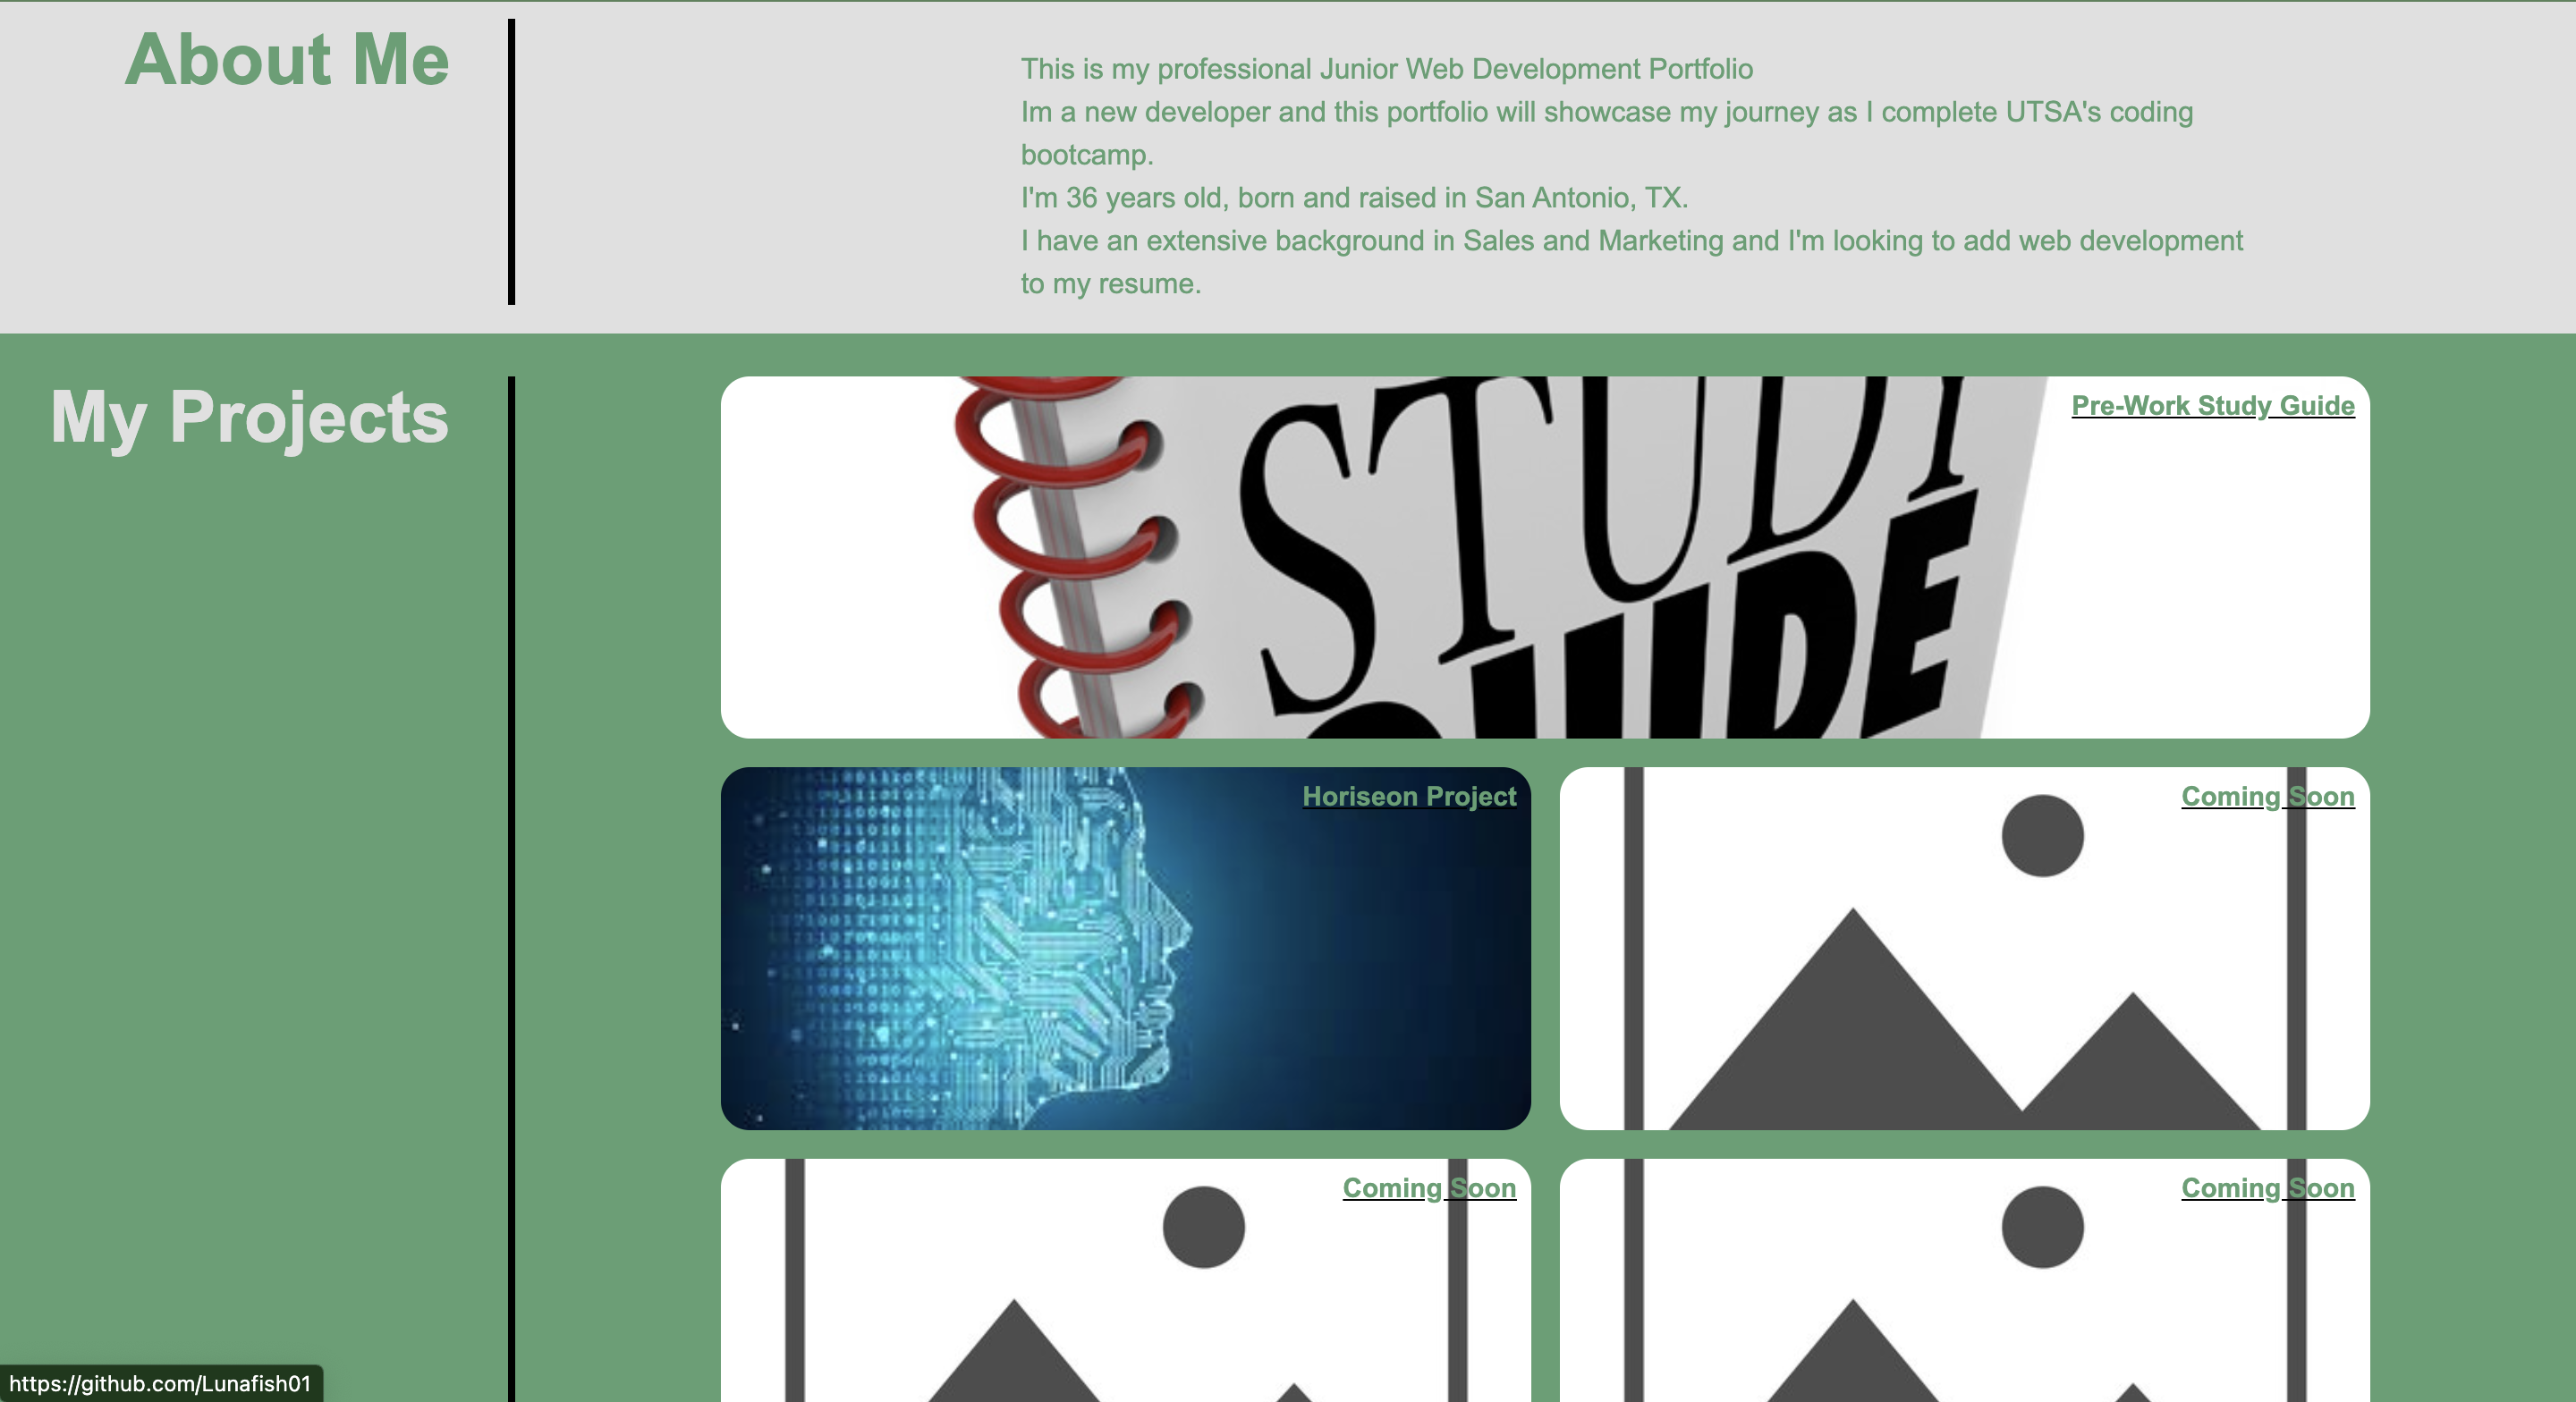 About Me
This is my professional Junior Web Development Portfolio
Im a new developer and this portfolio will showcase my journey as I complete UTSA's coding
bootcamp.
I'm 36 years old, born and raised in San Antonio, TX.
I have an extensive background in Sales and Marketing and I'm looking to add web development
to my resume.
My Projects
Pre-Work Study Guide
STUDY
GUIDE
Horiseon Project
Coming Soon
Coming Soon
Coming Soon
https://github.com/Lunafish01